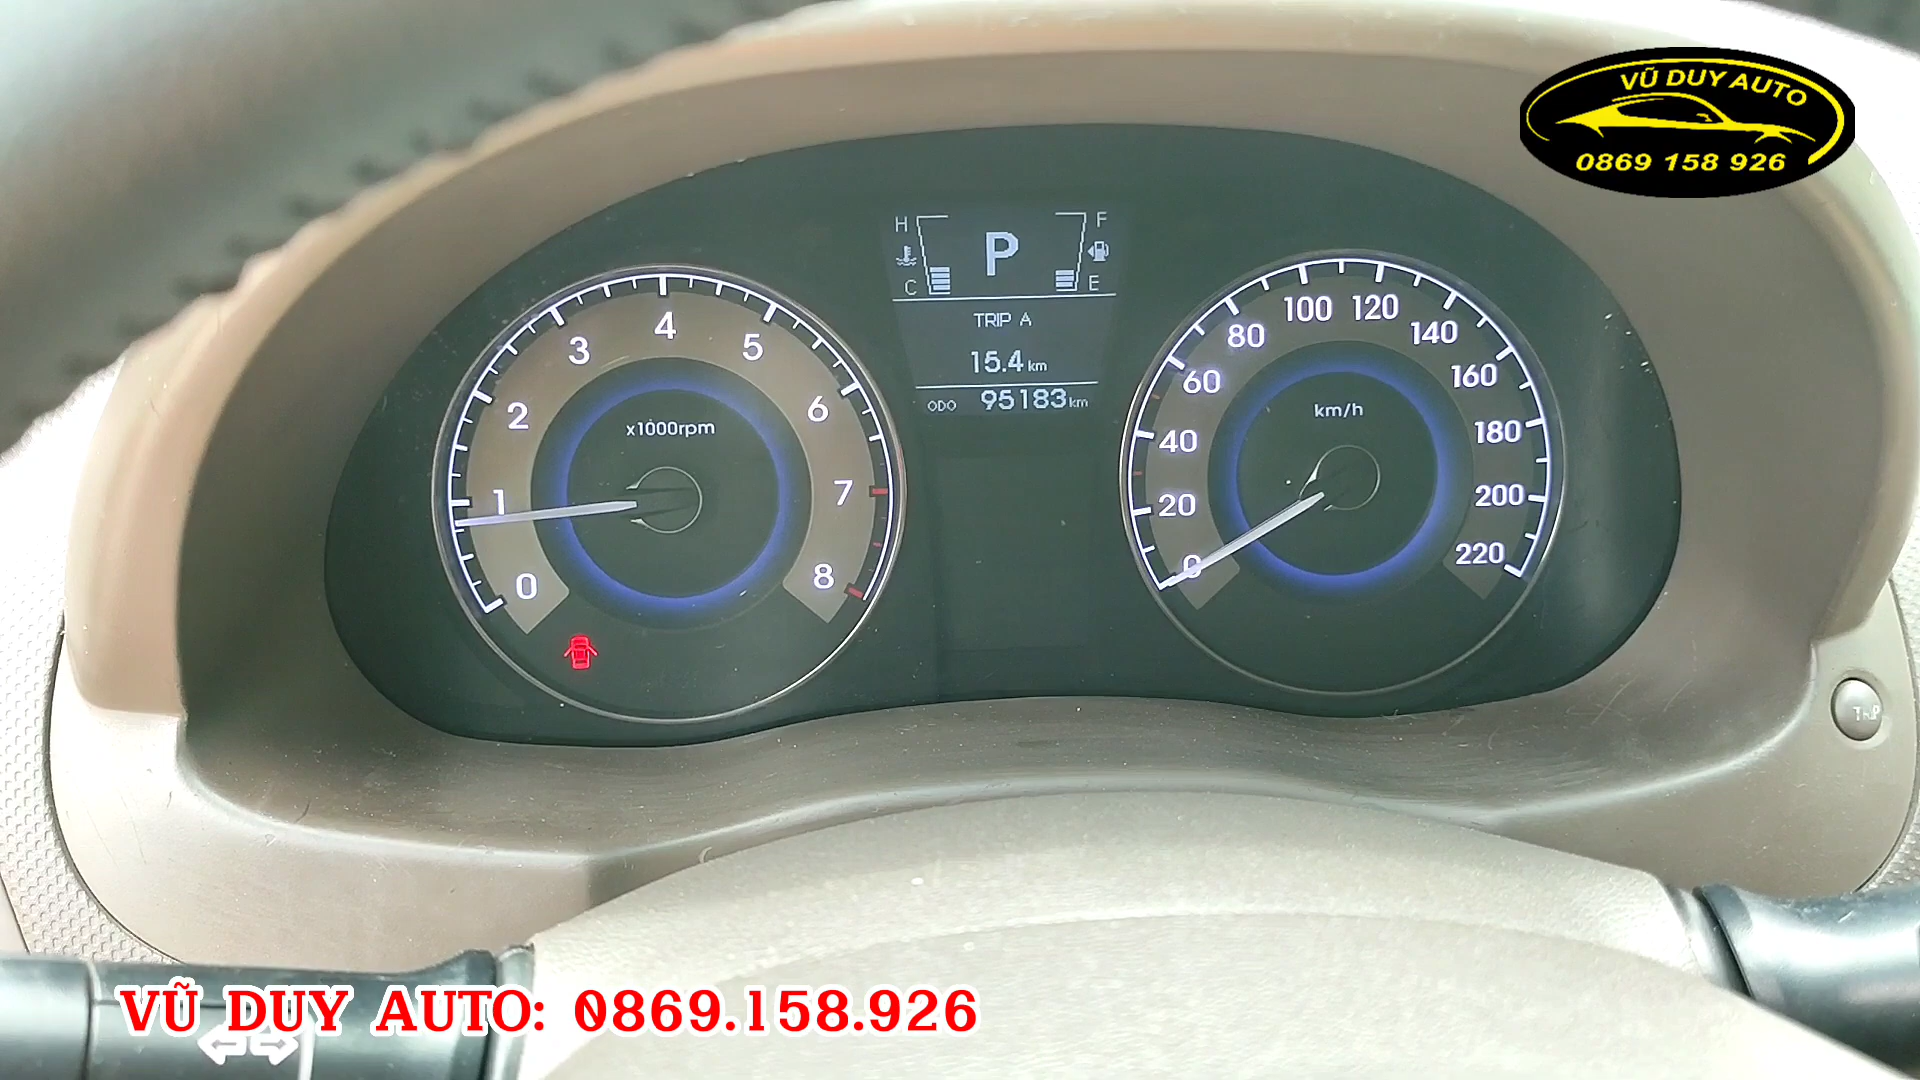 VŨ DUY AUTO
0869 158 926
H
P
F
C
E
TRIP A
15.4 km
ODO 95183 km
0
1
2
3
4
5
6
7
8
x1000rpm
0
20
40
60
80
100
120
140
160
180
200
220
km/h
TRIP
VŨ DUY AUTO: 0869.158.926